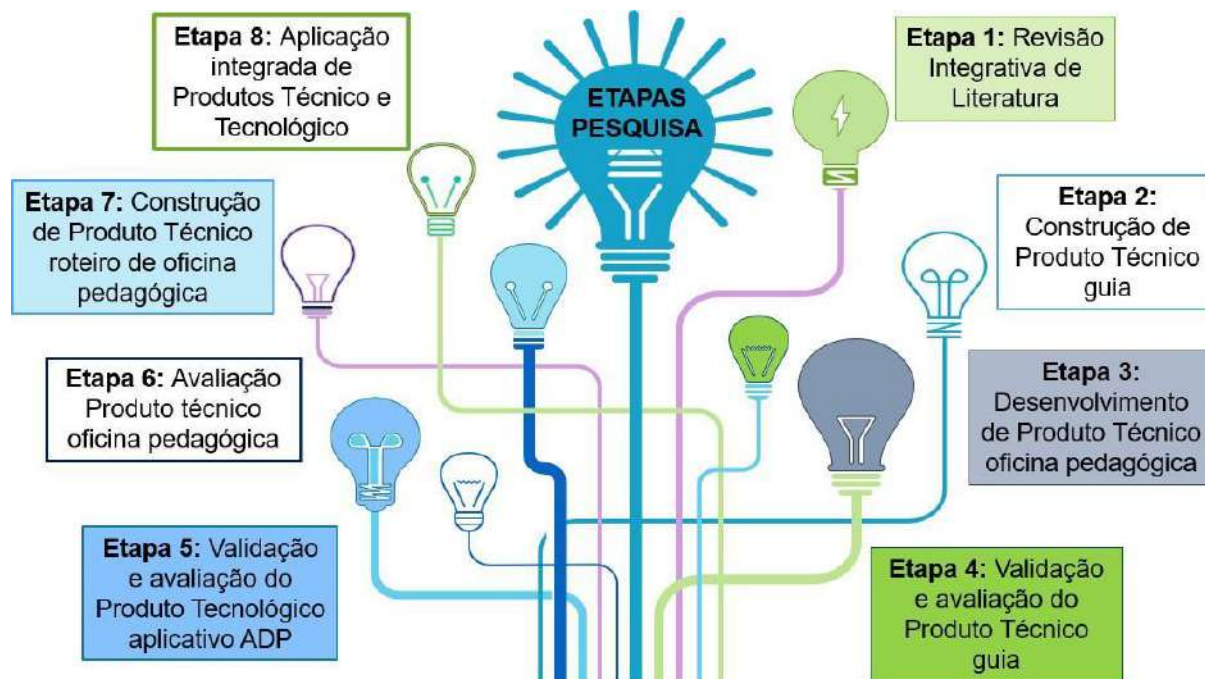 ETAPAS
PESQUISA
Etapa 1: Revisão
Integrativa de
Literatura
Etapa 2:
Construção de
Produto Técnico
guia
Etapa 3:
Desenvolvimento
de Produto Técnico
oficina pedagógica
Etapa 4: Validação
e avaliação do
Produto Técnico
guia
Etapa 5: Validação
e avaliação do
Produto Tecnológico
aplicativo ADP
Etapa 6: Avaliação
Produto técnico
oficina pedagógica
Etapa 7: Construção
de Produto Técnico
roteiro de oficina
pedagógica
Etapa 8: Aplicação
integrada de
Produtos Técnico e
Tecnológico